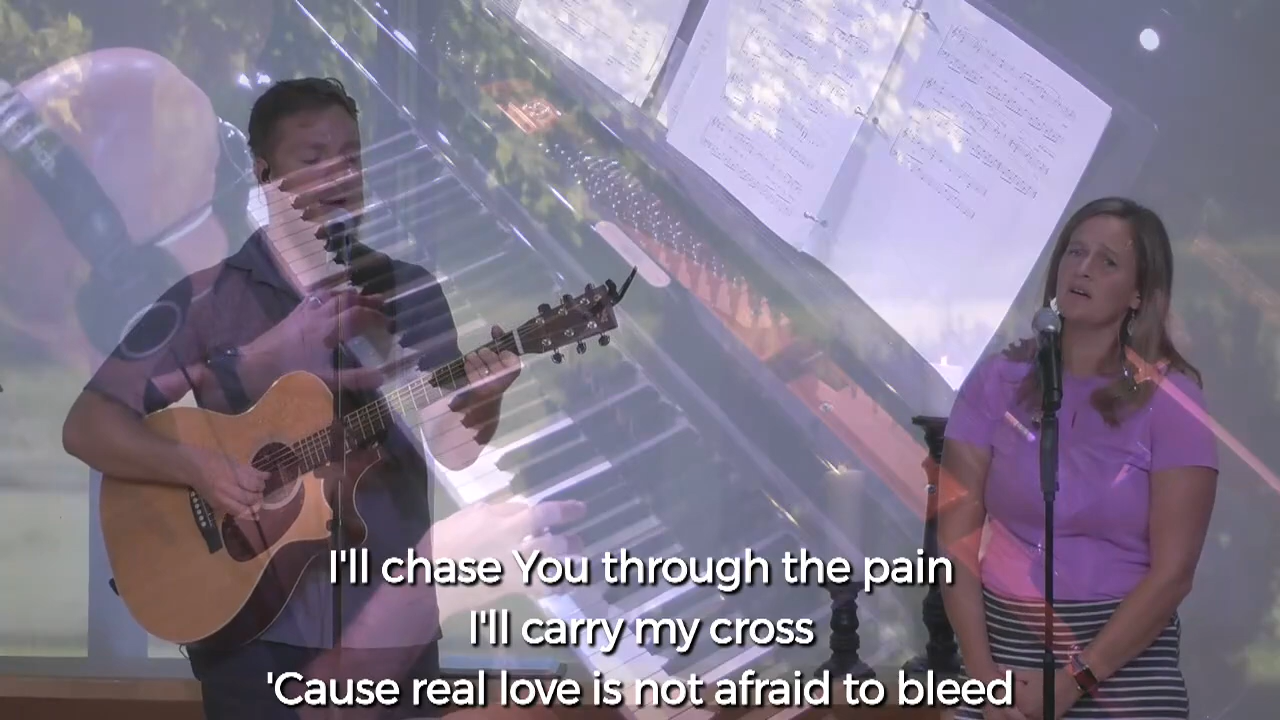 I'll chase You through the pain
I'll carry my cross
'Cause real love is not afraid to bleed